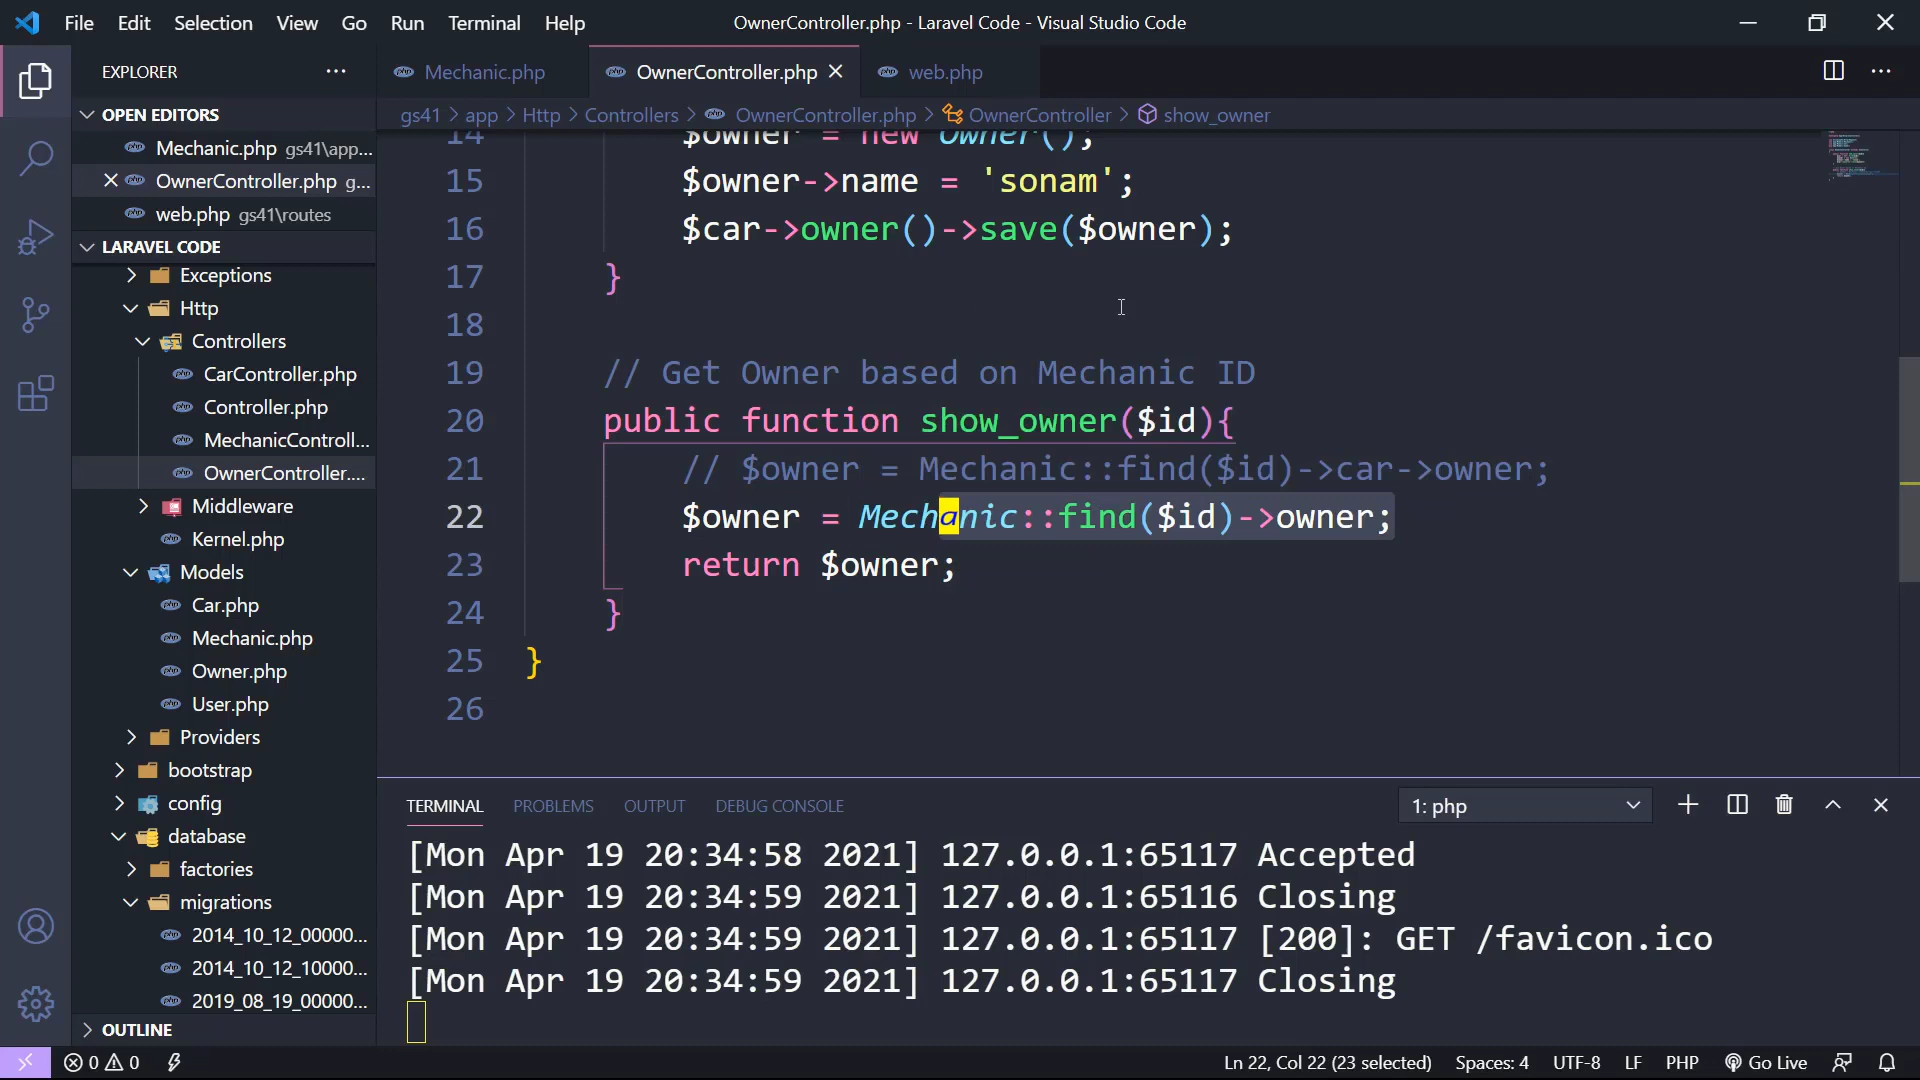 File Edit Selection View Go Run Terminal Help
OwnerController.php - Laravel Code - Visual Studio Code
EXPLORER
Mechanic.php
OwnerController.php
web.php
OPEN EDITORS
Mechanic.php gs41\app...
OwnerController.php g...
web.php gs41\routes
LARAVEL CODE
Exceptions
Http
Controllers
CarController.php
Controller.php
MechanicControll...
OwnerController....
Middleware
Kernel.php
Models
Car.php
Mechanic.php
Owner.php
User.php
Providers
bootstrap
config
database
factories
migrations
2014_10_12_00000...
2014_10_12_10000...
2019_08_19_00000...
OUTLINE
gs41 > app > Http > Controllers > OwnerController.php > OwnerController > show_owner
14 $owner = new Owner();
15 $owner->name = 'sonam';
16 $car->owner()->save($owner);
17 }
18
19 // Get Owner based on Mechanic ID
20 public function show_owner($id){
21 // $owner = Mechanic::find($id)->car->owner;
22 $owner = Mechanic::find($id)->owner;
23 return $owner;
24 }
25 }
26
TERMINAL PROBLEMS OUTPUT DEBUG CONSOLE
1: php
[Mon Apr 19 20:34:58 2021] 127.0.0.1:65117 Accepted
[Mon Apr 19 20:34:59 2021] 127.0.0.1:65116 Closing
[Mon Apr 19 20:34:59 2021] 127.0.0.1:65117 [200]: GET /favicon.ico
[Mon Apr 19 20:34:59 2021] 127.0.0.1:65117 Closing
0 0
Ln 22, Col 22 (23 selected) Spaces: 4 UTF-8 LF PHP Go Live